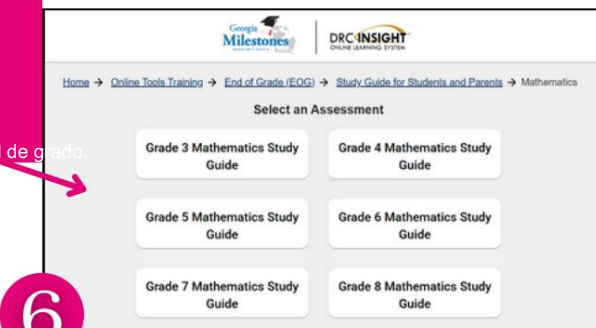 Georgia
Milestones
DRC INSIGHT
ONLINE LEARNING SYSTEM
Home → Online Tools Training → End of Grade (EOG) → Study Guide for Students and Parents → Mathematics
Select an Assessment
de grado.
Grade 3 Mathematics Study
Guide
Grade 4 Mathematics Study
Guide
Grade 5 Mathematics Study
Guide
Grade 6 Mathematics Study
Guide
Grade 7 Mathematics Study
Guide
Grade 8 Mathematics Study
Guide
6